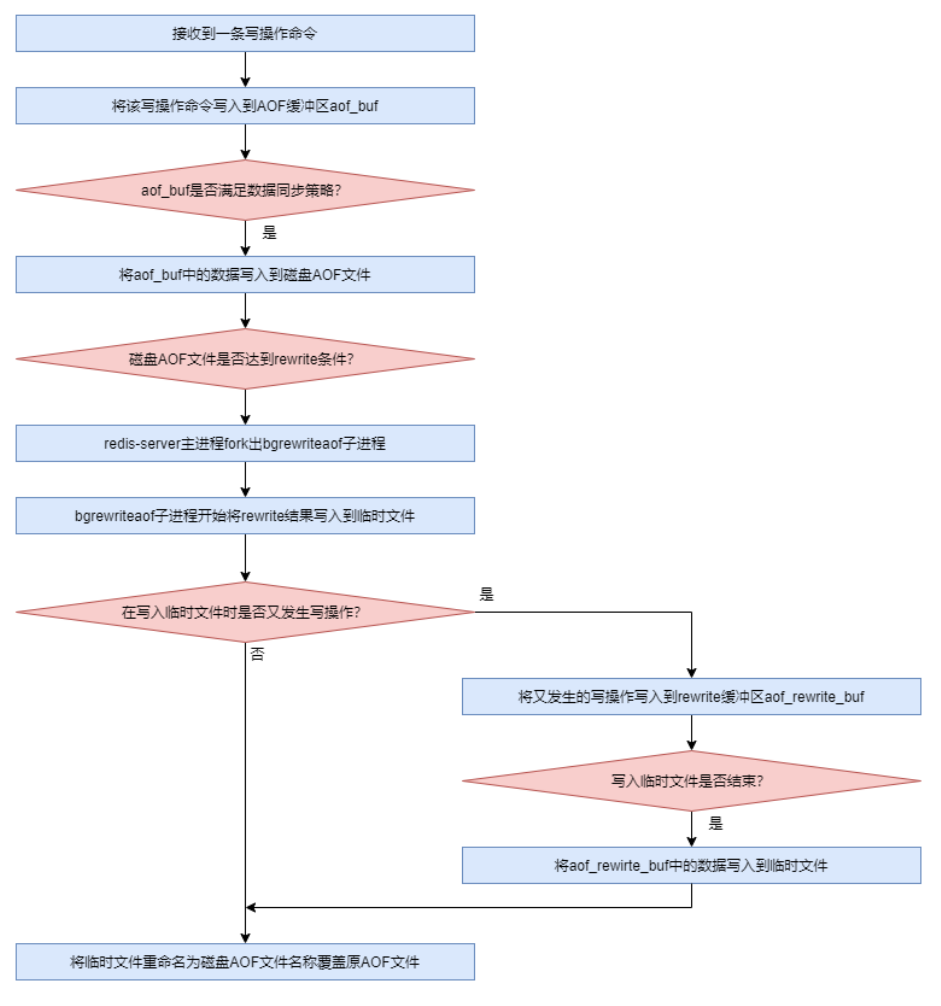 接收到一条写操作命令
将该写操作命令写入到AOF缓冲区aof_buf
aof_buf是否满足数据同步策略?
是
将aof_buf中的数据写入到磁盘AOF文件
磁盘AOF文件是否达到rewrite条件?
redis-server主进程fork出bgrewriteaof子进程
bgrewriteaof子进程开始将rewrite结果写入到临时文件
在写入临时文件时是否又发生写操作?
是
否
将又发生的写操作写入到rewrite缓冲区aof_rewrite_buf
写入临时文件是否结束?
是
将aof_rewirte_buf中的数据写入到临时文件
将临时文件重命名为磁盘AOF文件名称覆盖原AOF文件